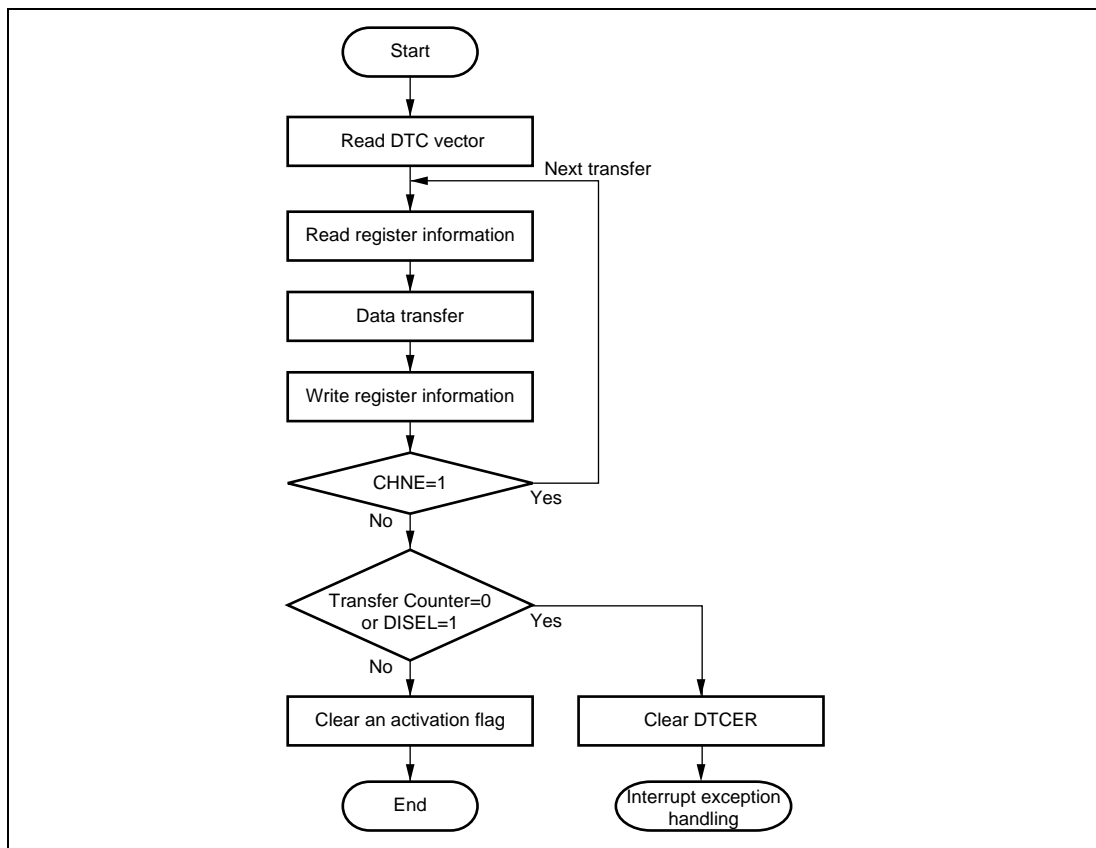 Start
Read DTC vector
Next transfer
Read register information
Data transfer
Write register information
CHNE=1
Yes
No
Transfer Counter=0
or DISEL=1
Yes
No
Clear an activation flag
Clear DTCER
End
Interrupt exception
handling